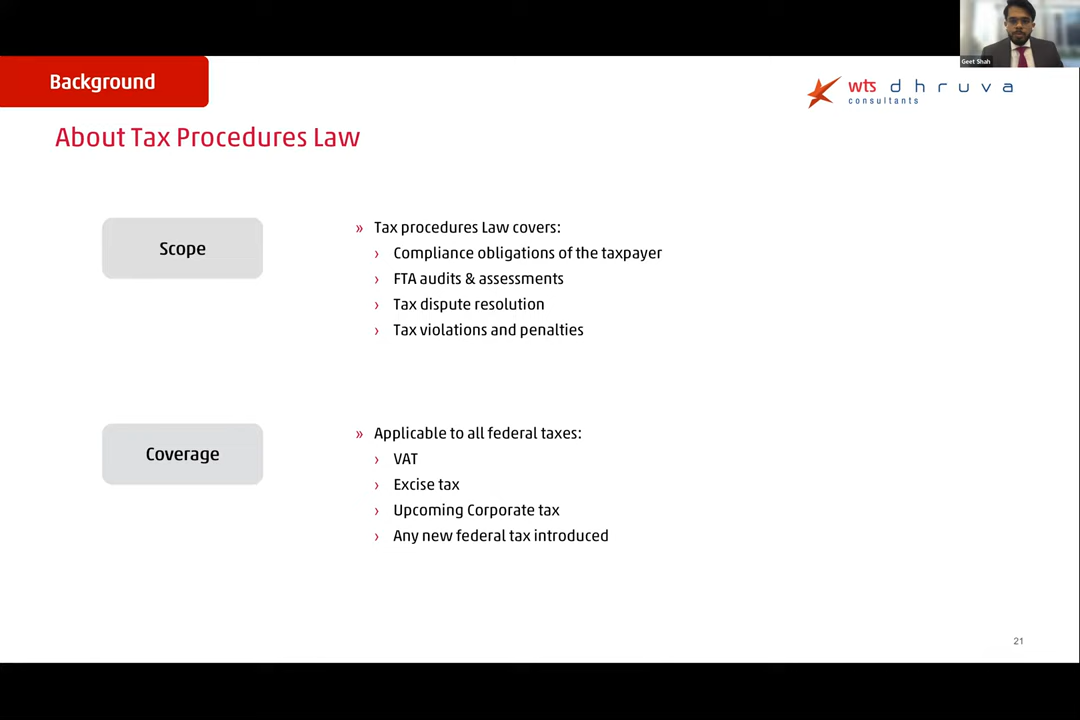 Geet Shah
Background
wts dhruva
consultants
About Tax Procedures Law
Scope
» Tax procedures Law covers:
› Compliance obligations of the taxpayer
› FTA audits & assessments
› Tax dispute resolution
› Tax violations and penalties
Coverage
» Applicable to all federal taxes:
› VAT
› Excise tax
› Upcoming Corporate tax
› Any new federal tax introduced
21